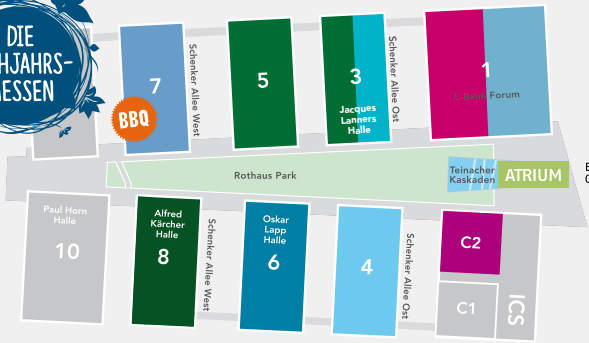 DIE
HJAHRS-
ESSEN
7
BBQ
Schenker Allee West
5
3
Jacques
Lanners
Halle
Schenker Allee Ost
1
L-Bank Forum
Rothaus Park
Teinacher
Kaskaden
ATRIUM
Paul Horn
Halle
10
Alfred
Kärcher
Halle
8
Schenker Allee West
Oskar
Lapp
Halle
6
4
Schenker Allee Ost
C2
C1
ICS